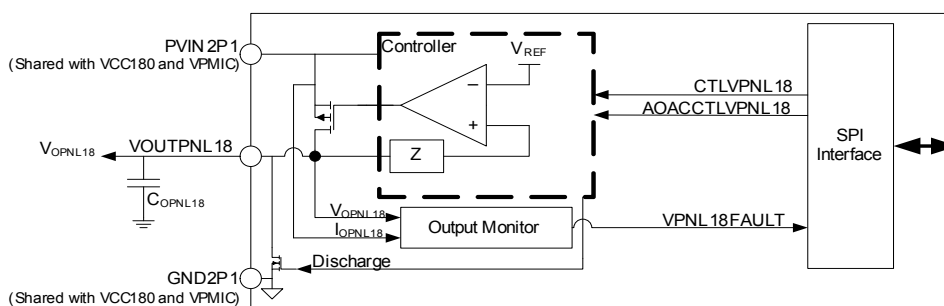 PVIN2P1
(Shared with VCC180 and VPMIC)
Controller
VREF
−
+
Z
CTLVPNL18
AOACCTLVPNL18
SPI
Interface
VOPNL18
VOUTPNL18
COPNL18
VOPNL18
IOPNL18
Output Monitor
VPNL18FAULT
Discharge
GND2P1
(Shared with VCC180 and VPMIC)